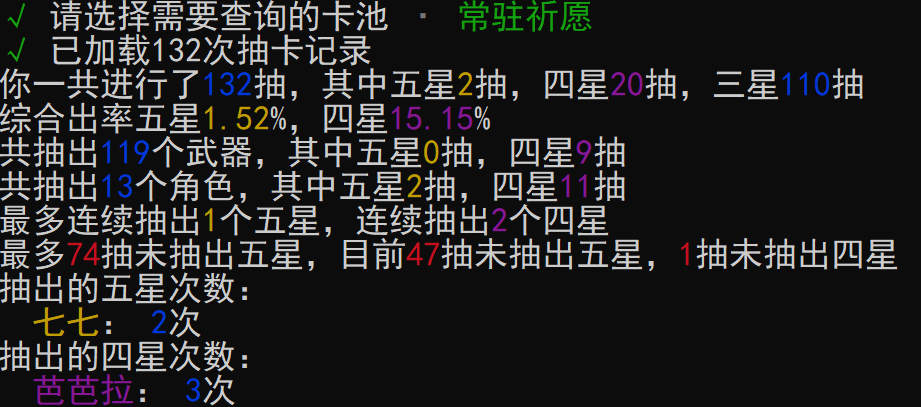 √ 请选择需要查询的卡池 · 常驻祈愿
√ 已加载132次抽卡记录
你一共进行了132抽，其中五星2抽，四星20抽，三星110抽
综合出率五星1.52%，四星15.15%
共抽出119个武器，其中五星0抽，四星9抽
共抽出13个角色，其中五星2抽，四星11抽
最多连续抽出1个五星，连续抽出2个四星
最多74抽未抽出五星，目前47抽未抽出五星，1抽未抽出四星
抽出的五星次数：
七七： 2次
抽出的四星次数：
芭芭拉： 3次